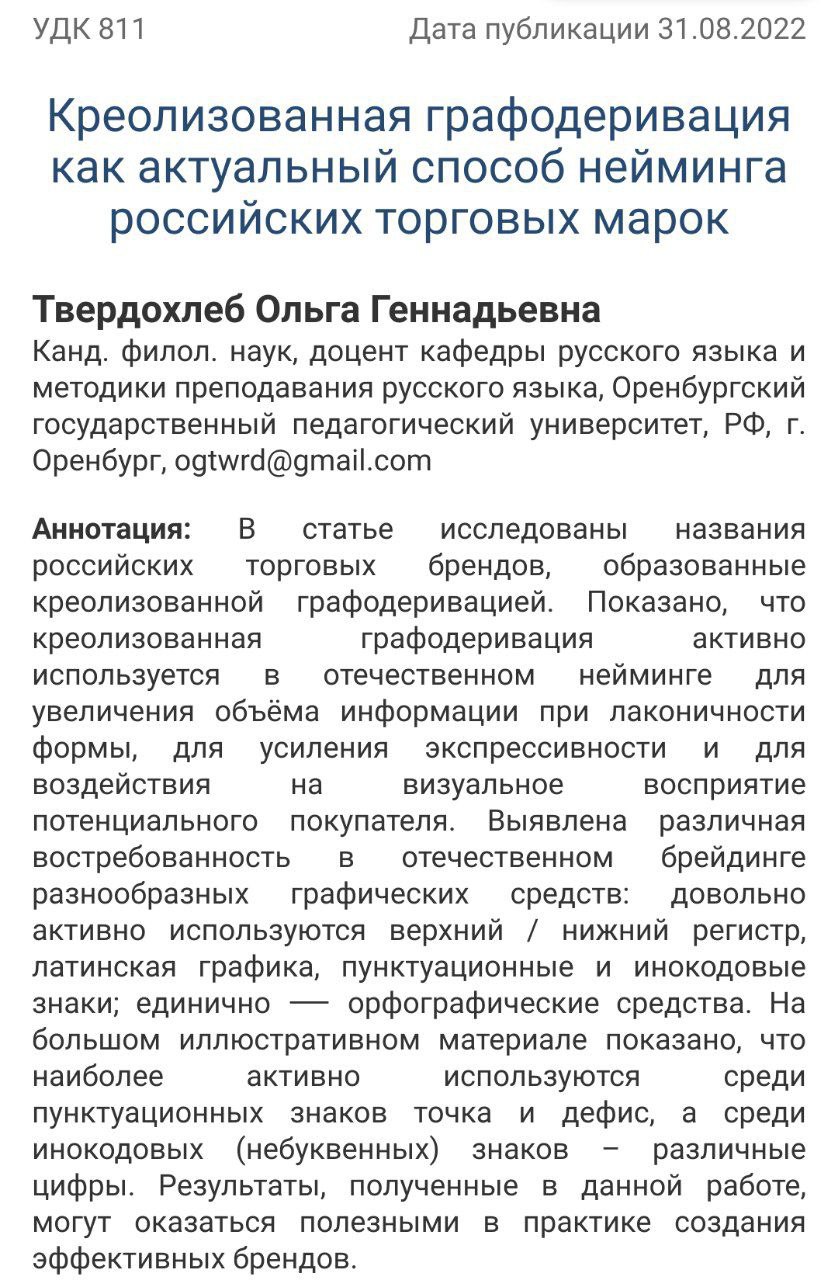 УДК 811 Дата публикации 31.08.2022
Креолизованная графодеривация
как актуальный способ нейминга
российских торговых марок
Твердохлеб Ольга Геннадьевна
Канд. филол. наук, доцент кафедры русского языка и
методики преподавания русского языка, Оренбургский
государственный педагогический университет, РФ, г.
Оренбург, ogtwrd@gmail.com
Аннотация: В статье исследованы названия
российских торговых брендов, образованные
креолизованной графодеривацией. Показано, что
креолизованная графодеривация активно
используется в отечественном нейминге для
увеличения объёма информации при лаконичности
формы, для усиления экспрессивности и для
воздействия на визуальное восприятие
потенциального покупателя. Выявлена различная
востребованность в отечественном брейдинге
разнообразных графических средств: довольно
активно используются верхний / нижний регистр,
латинская графика, пунктуационные и инокодовые
знаки; единично –– орфографические средства. На
большом иллюстративном материале показано, что
наиболее активно используются среди
пунктуационных знаков точка и дефис, а среди
инокодовых (небуквенных) знаков – различные
цифры. Результаты, полученные в данной работе,
могут оказаться полезными в практике создания
эффективных брендов.